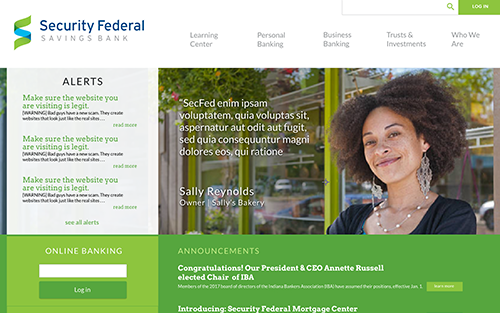 LOG IN
Security Federal
SAVINGS BANK
Learning
Center
Personal
Banking
Business
Banking
Trusts &
Investments
Who We
Are
ALERTS
Make sure the website you
are visiting is legit.
[WARNING] Bad guys have a new scam. They create
websites that look just like the real sites.....
read more
Make sure the website you
are visiting is legit.
[WARNING] Bad guys have a new scam. They create
websites that look just like the real sites.....
read more
Make sure the website you
are visiting is legit.
[WARNING] Bad guys have a new scam. They create
websites that look just like the real sites.....
read more
see all alerts
"SecFed enim ipsam
voluptatem, quia voluptas sit,
aspernatur aut odit aut fugit,
sed quia consequuntur magni
dolores eos, qui ratione
Sally Reynolds
Owner | Sally's Bakery
ONLINE BANKING
Log in
ANNOUNCEMENTS
Congratulations! Our President & CEO Annette Russell
elected Chair of IBA
Members of the 2017 board of directors of the Indiana Bankers Association (IBA) have assumed their positions, effective Jan. 1.
learn more
Introducing: Security Federal Mortgage Center